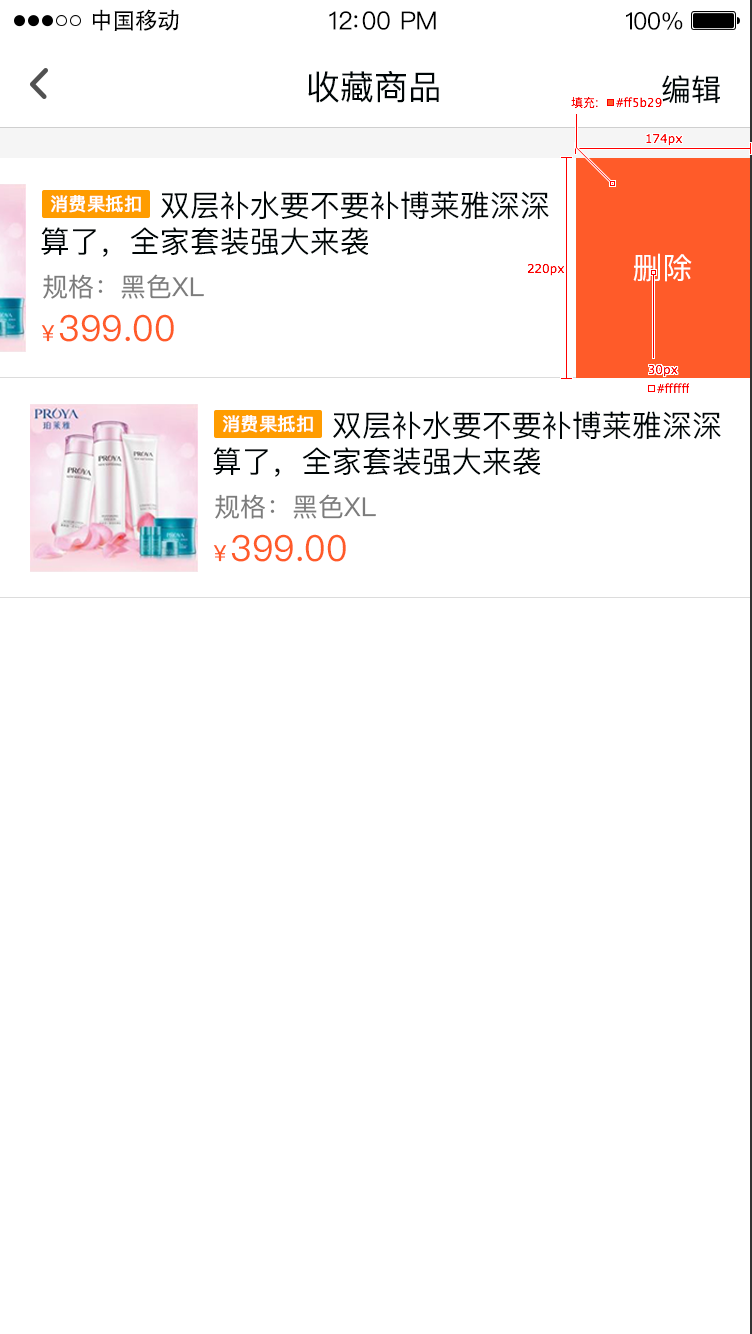 中国移动 12:00 PM 100%
收藏商品 编辑
填充: #ff5b29
174px
消费果抵扣 双层补水要不要补博莱雅深深
算了，全家套装强大来袭
规格：黑色XL
¥399.00
220px
删除
30px
#ffffff
PRÓYA
珀莱雅
PRÓYA
PRÓYA
PRÓYA
消费果抵扣 双层补水要不要补博莱雅深深
算了，全家套装强大来袭
规格：黑色XL
¥399.00